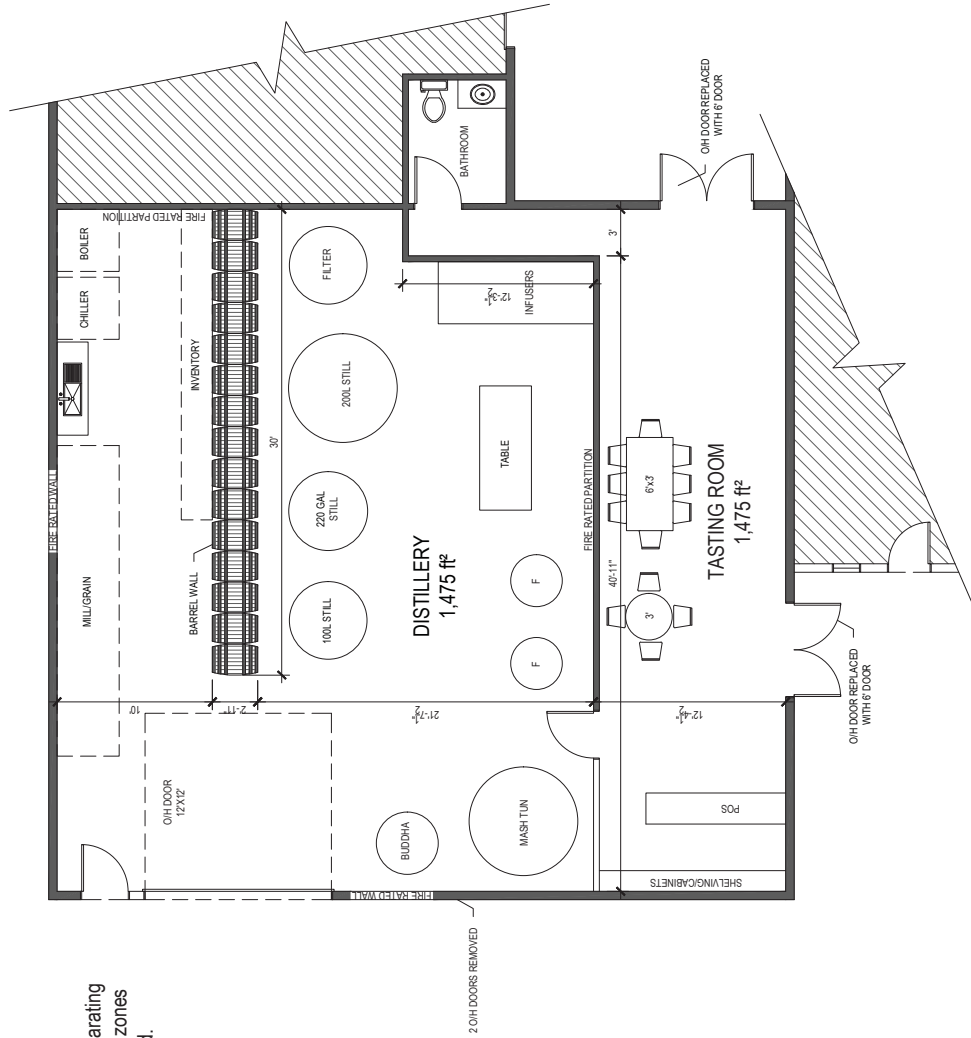 arating
zones
d.
FIRE RATED WALL
MILL/GRAIN
CHILLER
BOILER
FIRE RATED PARTITION
INVENTORY
BARREL WALL
10'
2'-11"
30'
O/H DOOR
12'X12'
100L STILL
220 GAL
STILL
200L STILL
FILTER
BATHROOM
O/H DOOR REPLACED
WITH 6' DOOR
3'
12'-3½"
INFUSERS
TABLE
DISTILLERY
1,475 ft²
21'-7½"
F
F
BUDDHA
MASH TUN
FIRE RATED WALL
2 O/H DOORS REMOVED
FIRE RATED PARTITION
40'-11"
6'x3'
3'
TASTING ROOM
1,475 ft²
12'-4½"
POS
SHELVING/CABINETS
O/H DOOR REPLACED
WITH 6' DOOR